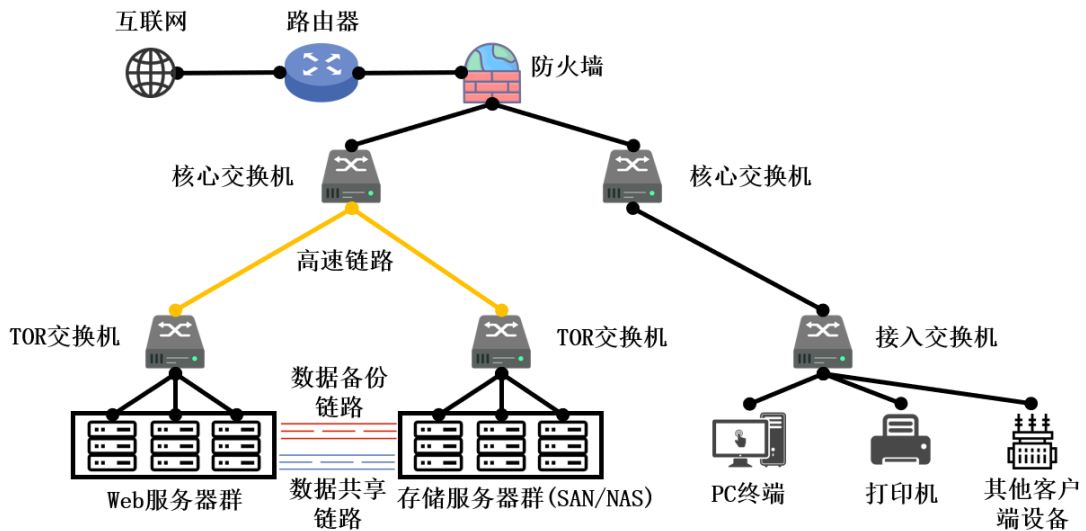 互联网
路由器
防火墙
核心交换机
核心交换机
高速链路
TOR交换机
TOR交换机
接入交换机
数据备份
链路
数据共享
链路
Web服务器群
存储服务器群(SAN/NAS)
PC终端
打印机
其他客户
端设备